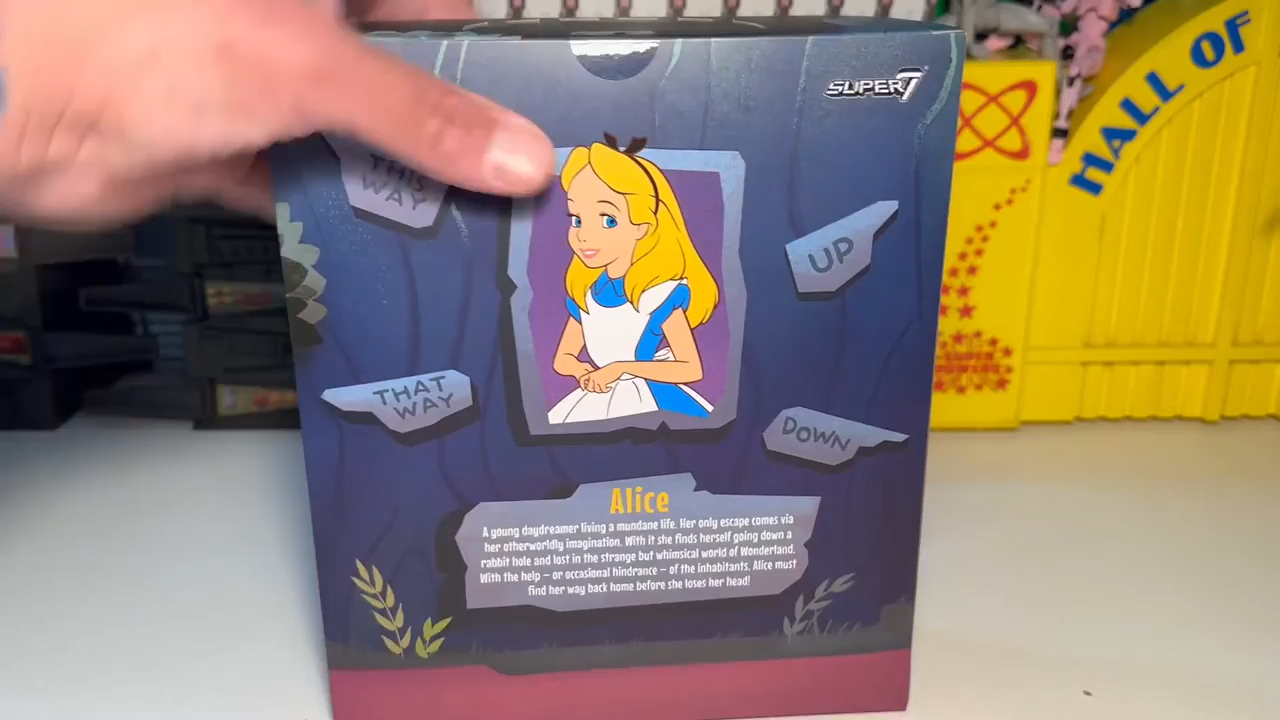 SUPER7
HALL OF
THIS
WAY
UP
THAT
WAY
DOWN
Alice
A young daydreamer living a mundane life. Her only escape comes via
her otherworldly imagination. With it she finds herself going down a
rabbit hole and lost in the strange but whimsical world of Wonderland.
With the help – or occasional hindrance – of the inhabitants, Alice must
find her way back home before she loses her head!